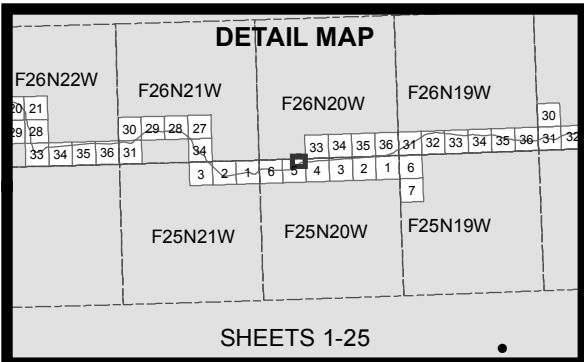 DETAIL MAP
F26N22W
F26N21W
F26N20W
F26N19W
20 21
29 28
33 34 35 36 31
30 29 28 27
34
3 2 1 6 5 4 3 2 1 6
7
33 34 35 36 31 32 33 34 35 36 31 32
30
F25N21W
F25N20W
F25N19W
SHEETS 1-25